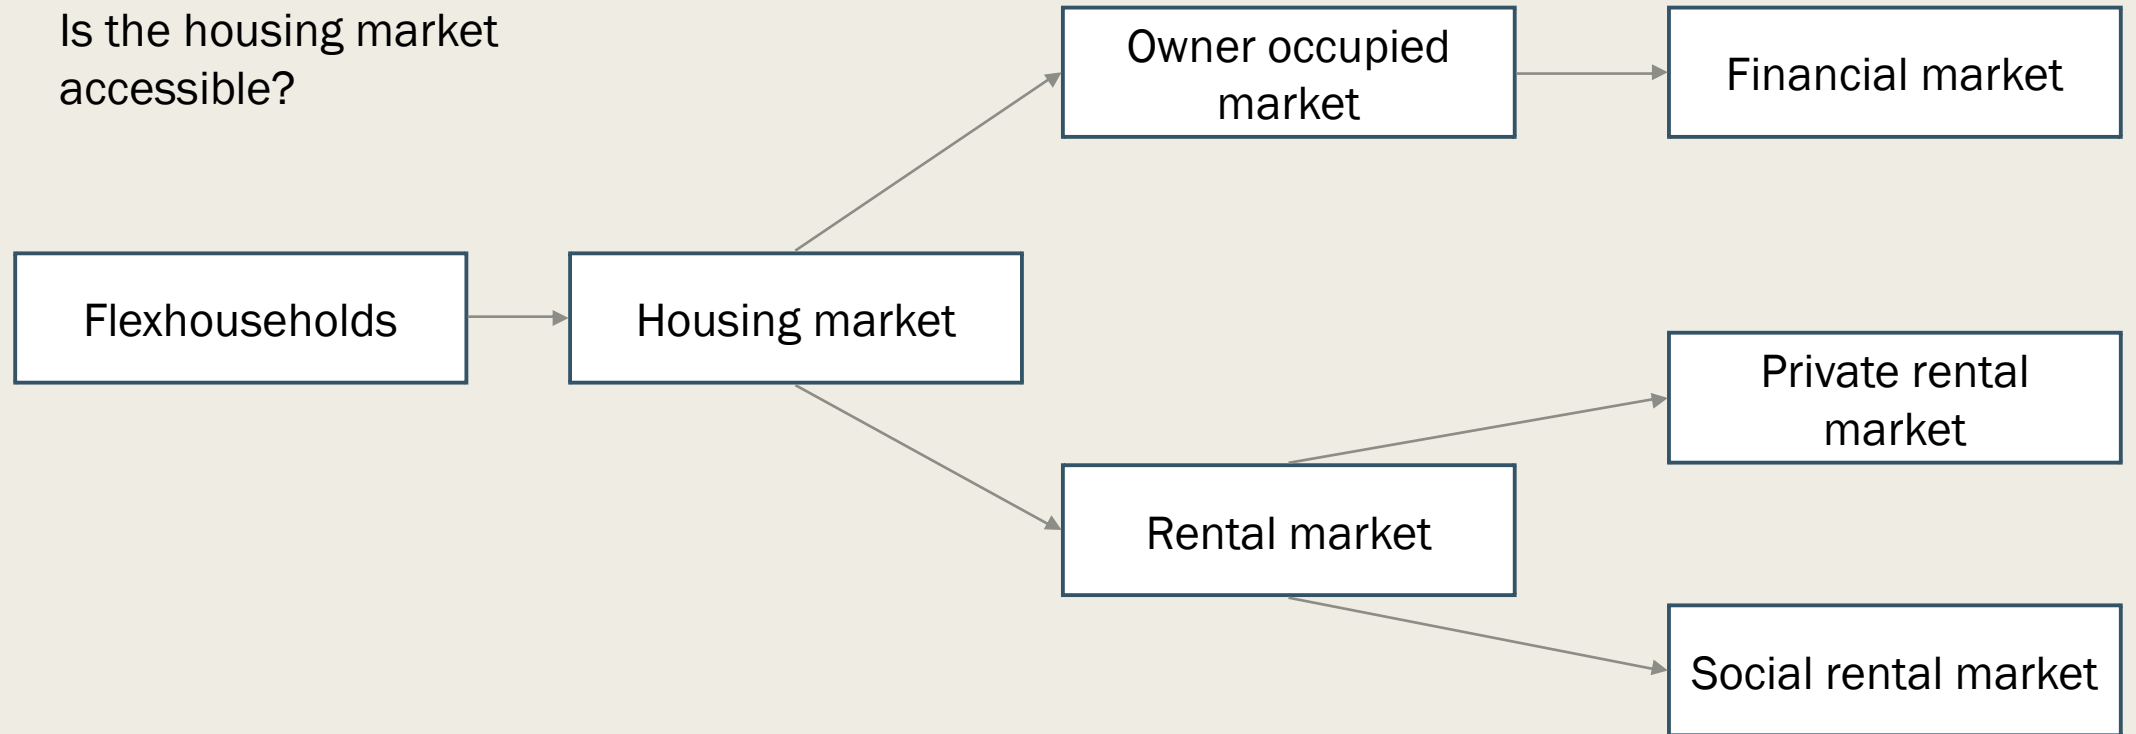 Is the housing market
accessible?
Owner occupied
market
Financial market
Flexhouseholds
Housing market
Private rental
market
Rental market
Social rental market